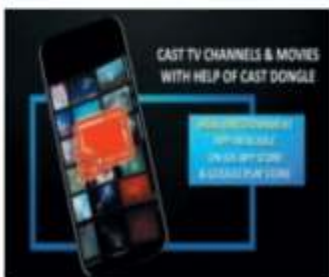 CAST TV CHANNELS & MOVIES
WITH HELP OF CAST DONGLE
APP AVAILABLE
ON IOS APP STORE
& GOOGLE PLAY STORE